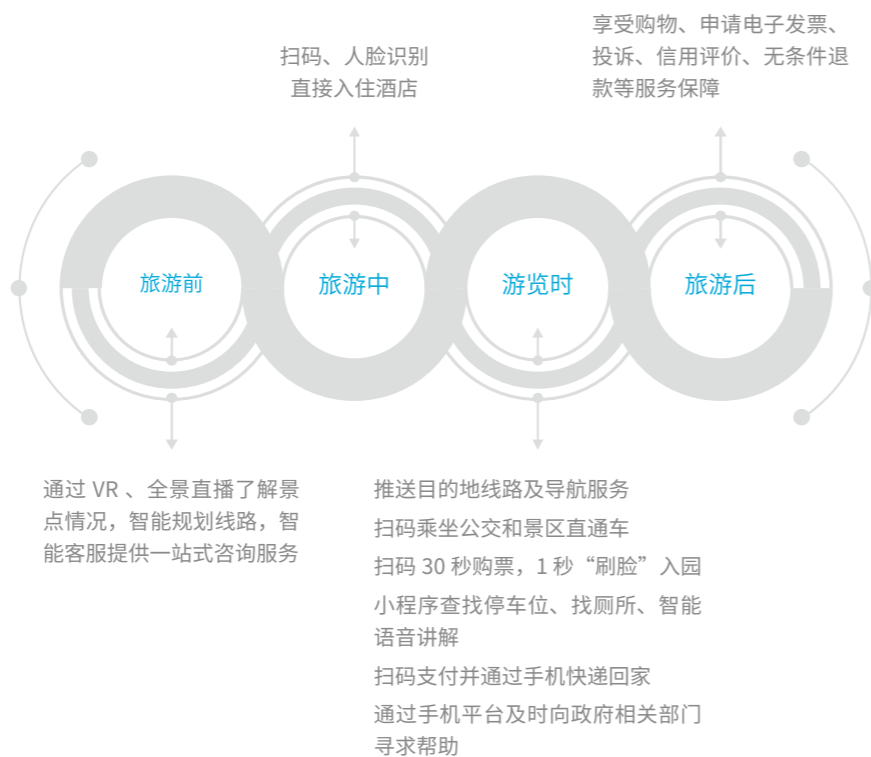 享受购物、申请电子发票、
投诉、信用评价、无条件退
款等服务保障
扫码、人脸识别
直接入住酒店
旅游前
旅游中
游览时
旅游后
通过 VR 、全景直播了解景
点情况，智能规划线路，智
能客服提供一站式咨询服务
推送目的地线路及导航服务
扫码乘坐公交和景区直通车
扫码 30 秒购票，1 秒“刷脸”入园
小程序查找停车位、找厕所、智能
语音讲解
扫码支付并通过手机快递回家
通过手机平台及时向政府相关部门
寻求帮助